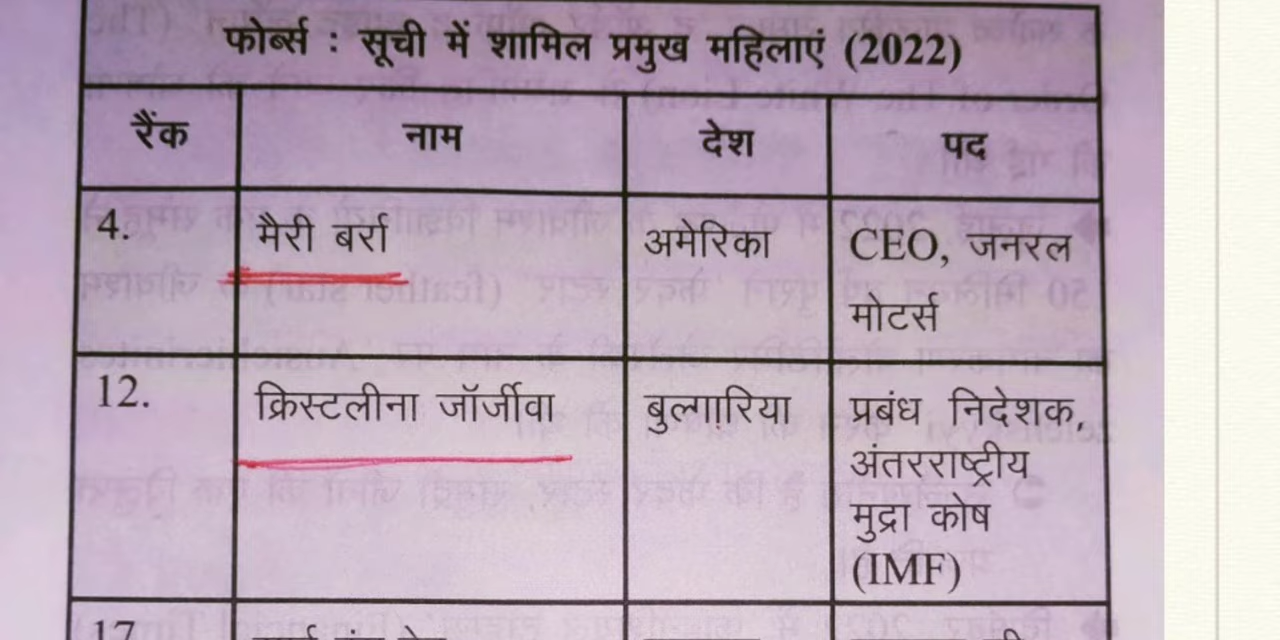 फोर्ब्स : सूची में शामिल प्रमुख महिलाएं (2022)
रैंक नाम देश पद
4. मैरी बर्रा अमेरिका CEO, जनरल
मोटर्स
12. क्रिस्टलीना जॉर्जीवा बुल्गारिया प्रबंध निदेशक,
अंतरराष्ट्रीय
मुद्रा कोष
(IMF)
17